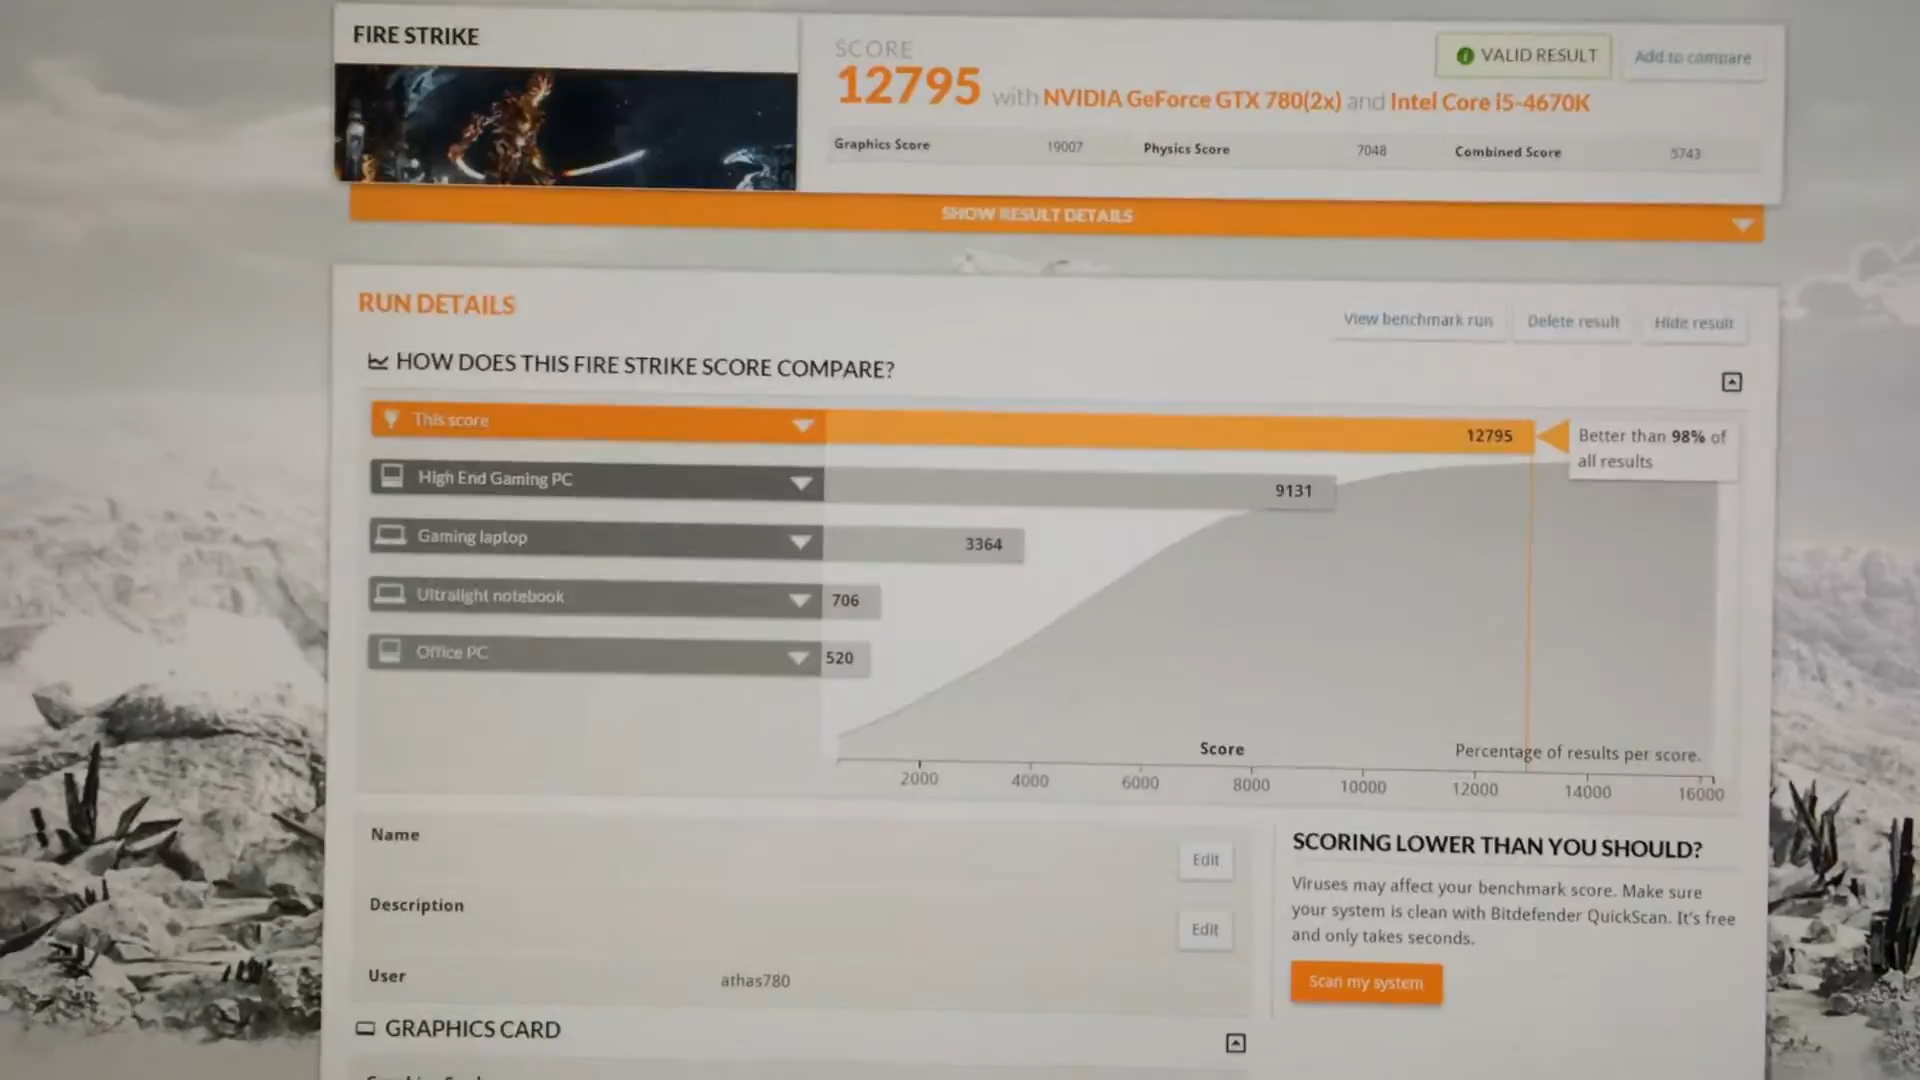 FIRE STRIKE
SCORE
12795 with NVIDIA GeForce GTX 780(2x) and Intel Core i5-4670K
VALID RESULT
Add to compare
Graphics Score 19007 Physics Score 7048 Combined Score 5743
SHOW RESULT DETAILS
RUN DETAILS
View benchmark run Delete result Hide result
HOW DOES THIS FIRE STRIKE SCORE COMPARE?
This score 12795
Better than 98% of
all results
High End Gaming PC 9131
Gaming laptop 3364
Ultralight notebook 706
Office PC 520
Score
Percentage of results per score.
2000 4000 6000 8000 10000 12000 14000 16000
Name
Edit
Description
Edit
User athas780
SCORING LOWER THAN YOU SHOULD?
Viruses may affect your benchmark score. Make sure
your system is clean with Bitdefender QuickScan. It's free
and only takes seconds.
Scan my system
GRAPHICS CARD